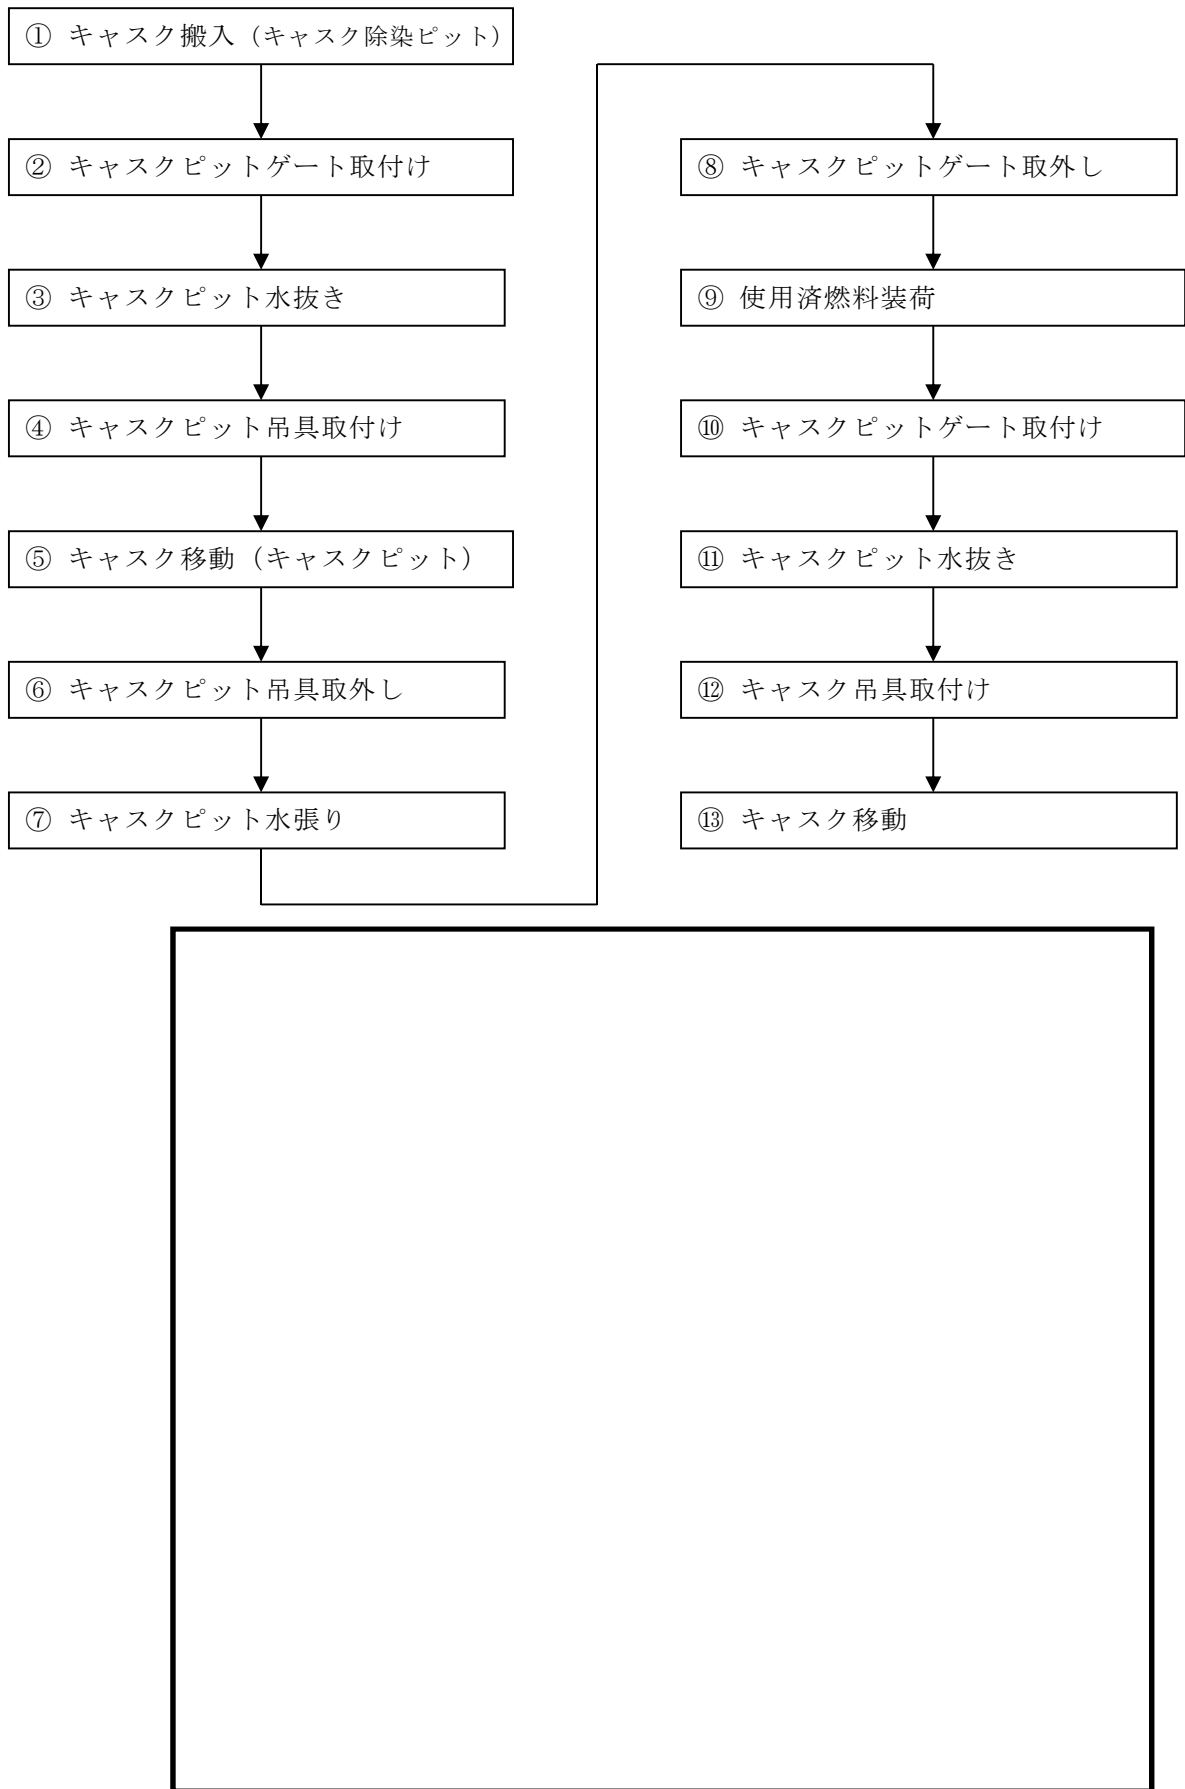 ① キャスク搬入（キャスク除染ピット）
② キャスクピットゲート取付け
③ キャスクピット水抜き
④ キャスクピット吊具取付け
⑤ キャスク移動（キャスクピット）
⑥ キャスクピット吊具取外し
⑦ キャスクピット水張り
⑧ キャスクピットゲート取外し
⑨ 使用済燃料装荷
⑩ キャスクピットゲート取付け
⑪ キャスクピット水抜き
⑫ キャスク吊具取付け
⑬ キャスク移動